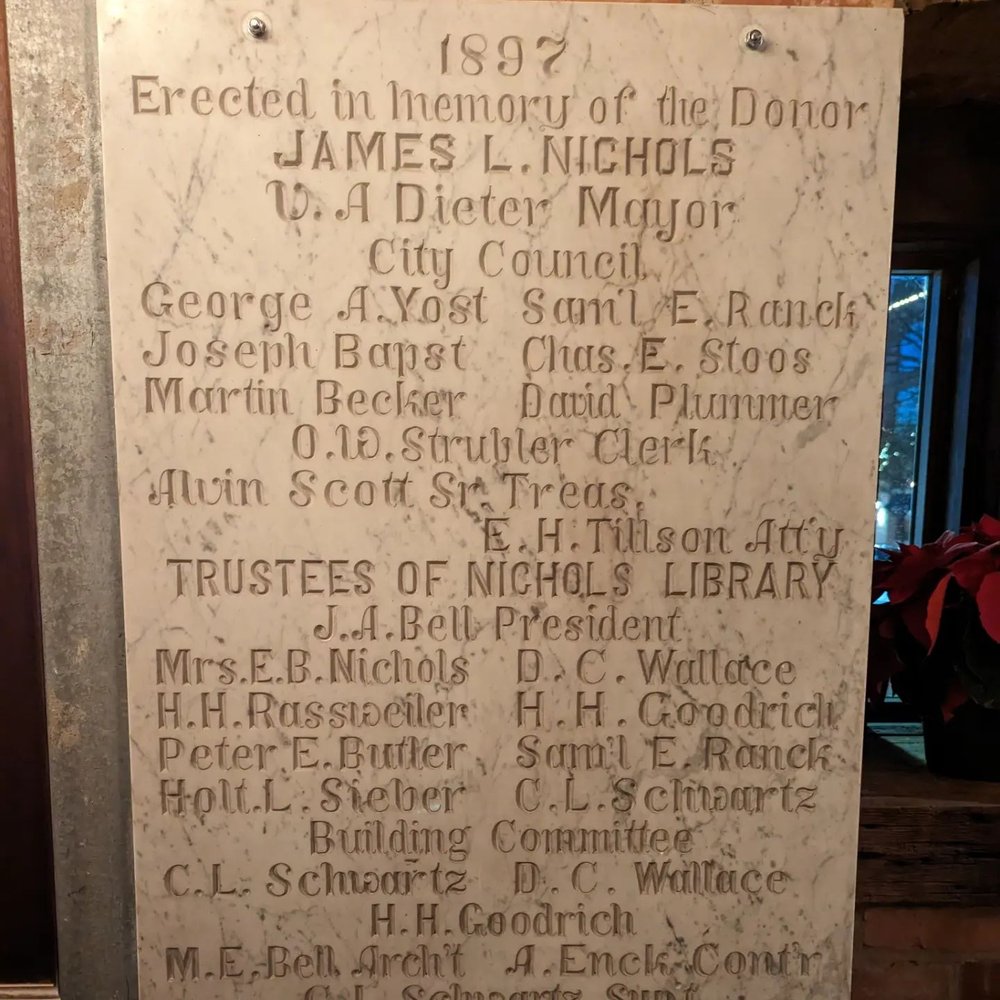 1897
Erected in memory of the Donor
JAMES L. NICHOLS
V. A Dieter Mayor
City Council
George A. Yost Sam'l E. Ranck
Joseph Bapst Chas. E. Stoos
Martin Becker David Plummer
O. W. Strubler Clerk
Alvin Scott Sr. Treas.
E. H. Tillson Att'y
TRUSTEES OF NICHOLS LIBRARY
J. A. Bell President
Mrs. E. B. Nichols D. C. Wallace
H. H. Rassweiler H. H. Goodrich
Peter E. Butler Sam'l E. Ranck
Holt. L. Sieber C. L. Schwartz
Building Committee
C. L. Schwartz D. C. Wallace
H. H. Goodrich
M. E. Bell Arch't A. Enck Cont'r
C. L. Schwartz Supt